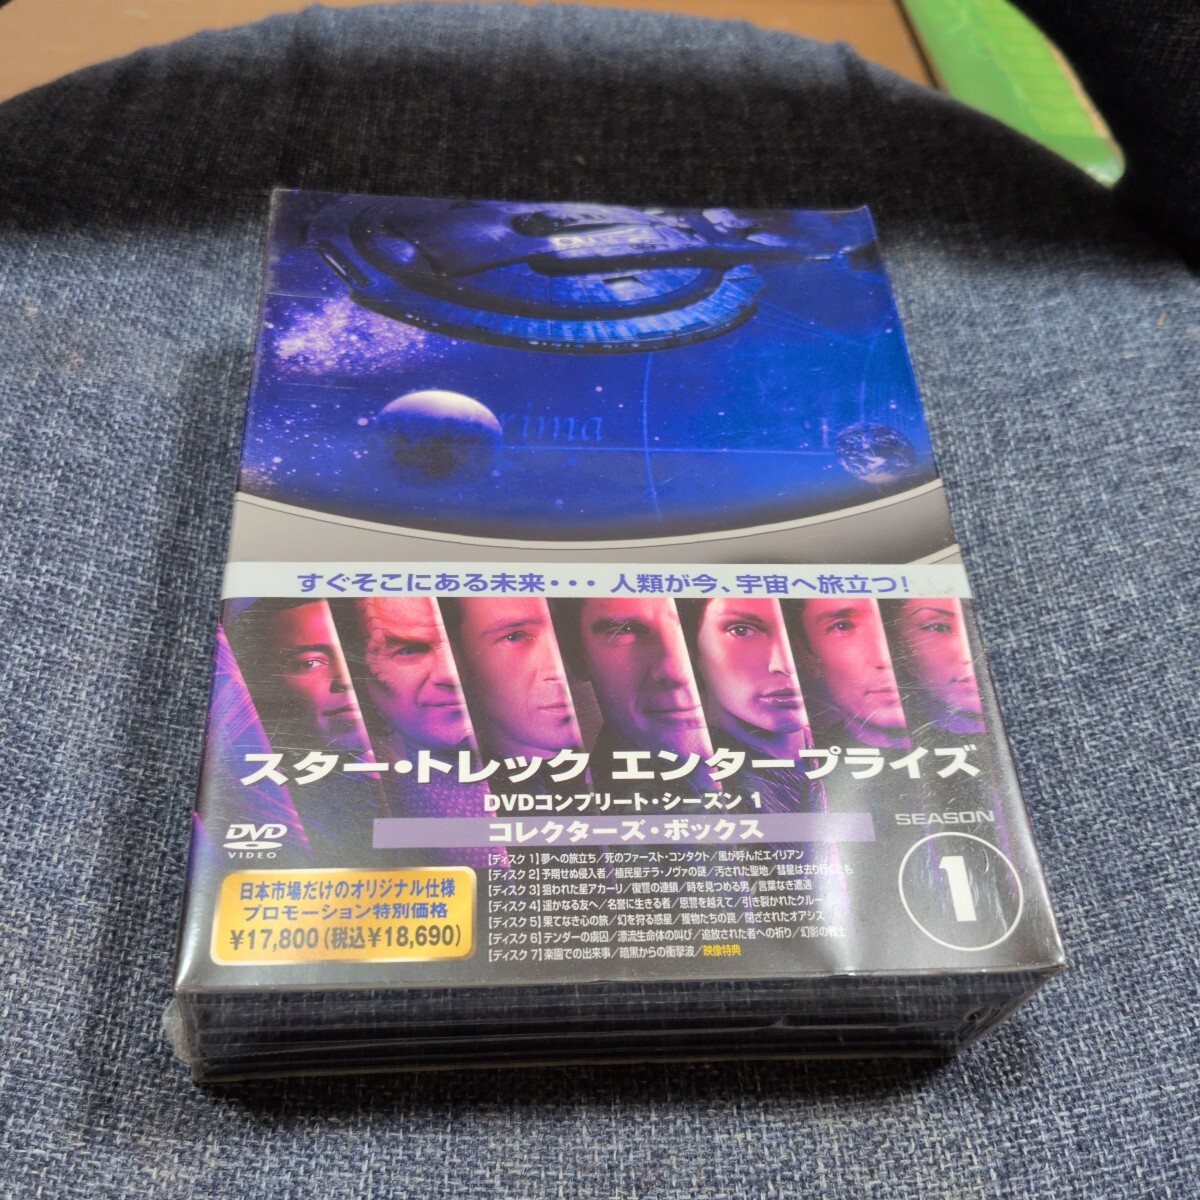 rima
すぐそこにある未来・・・ 人類が今、宇宙へ旅立つ!
スター・トレック エンタープライズ
DVDコンプリート・シーズン 1
コレクターズ・ボックス
SEASON
1
DVD
VIDEO
日本市場だけのオリジナル仕様
プロモーション特別価格
¥17,800(税込¥18,690)
【ディスク 1】夢への旅立ち/死のファースト・コンタクト/風が呼んだエイリアン
【ディスク 2】予期せぬ侵入者/植民星テラ・ノヴァの謎/汚された聖地/彗星は去り行くとも
【ディスク 3】狙われた星アカーリ/復讐の連鎖/時を見つめる男/言葉なき遭遇
【ディスク 4】遥かなる友へ/名誉に生きる者/恩讐を越えて/引き裂かれたクルー
【ディスク 5】果てなき心の旅/幻を狩る惑星/獲物たちの罠/閉ざされたオアシス
【ディスク 6】テンダーの虜囚/漂流生命体の叫び/追放された者への祈り/幻影の戦士
【ディスク 7】楽園での出来事/暗黒からの衝撃波/映像特典